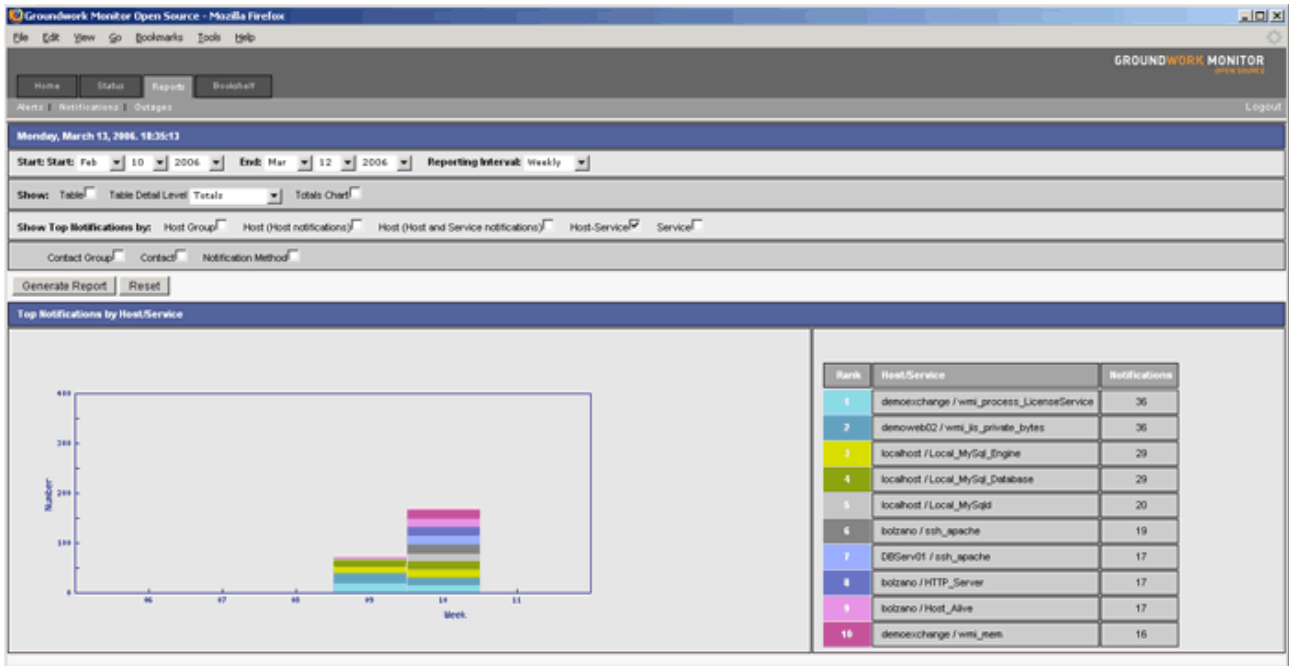 Groundwork Monitor Open Source - Mozilla Firefox
File Edit View Go Bookmarks Tools Help
GROUNDWORK MONITOR
OPEN SOURCE
Home Status Reports Bookshelf
Alerts | Notifications | Outages Logout
Monday, March 13, 2006. 18:35:13
Start: Start: Feb 10 2006 End: Mar 12 2006 Reporting Interval: Weekly
Show: Table Table Detail Level Totals Totals Chart
Show Top Notifications by: Host Group Host (Host notifications) Host (Host and Service notifications) Host-Service Service
Contact Group Contact Notification Method
Generate Report Reset
Top Notifications by Host/Service
Rank Host/Service Notifications
1 demoexchange / wmi_process_LicenseService 36
2 demoweb02 / wmi_iis_private_bytes 36
3 localhost / Local_MySql_Engine 29
4 localhost / Local_MySql_Database 29
5 localhost / Local_MySqld 20
6 bolzano / ssh_apache 19
7 DBServ01 / ssh_apache 17
8 bolzano / HTTP_Server 17
9 bolzano / Host_Alive 17
10 demoexchange / wmi_mem 16
400
300
200
100
0
Number
06 07 08 09 10 11
Week